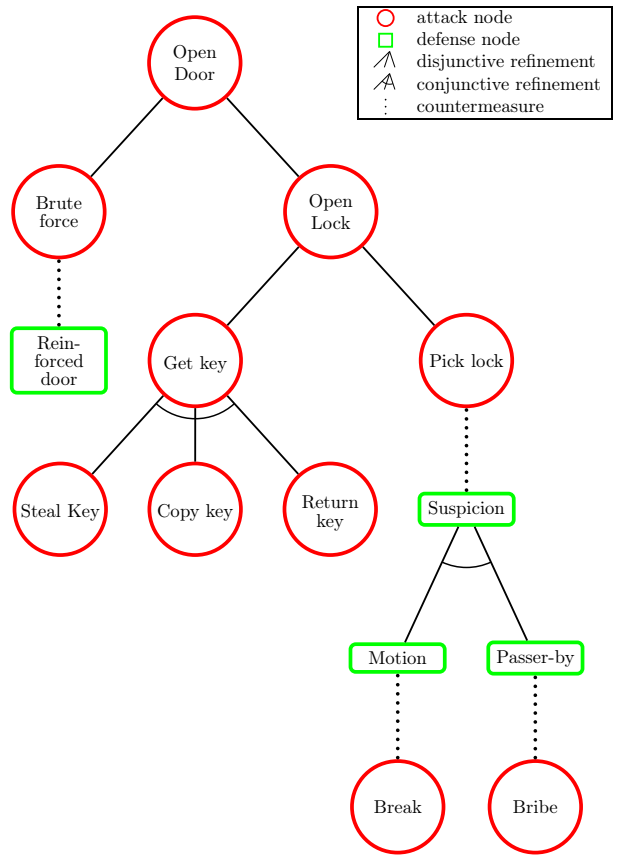 attack node
defense node
disjunctive refinement
conjunctive refinement
countermeasure
Open
Door
Brute
force
Open
Lock
Rein-
forced
door
Get key
Pick lock
Steal Key
Copy key
Return
key
Suspicion
Motion
Passer-by
Break
Bribe